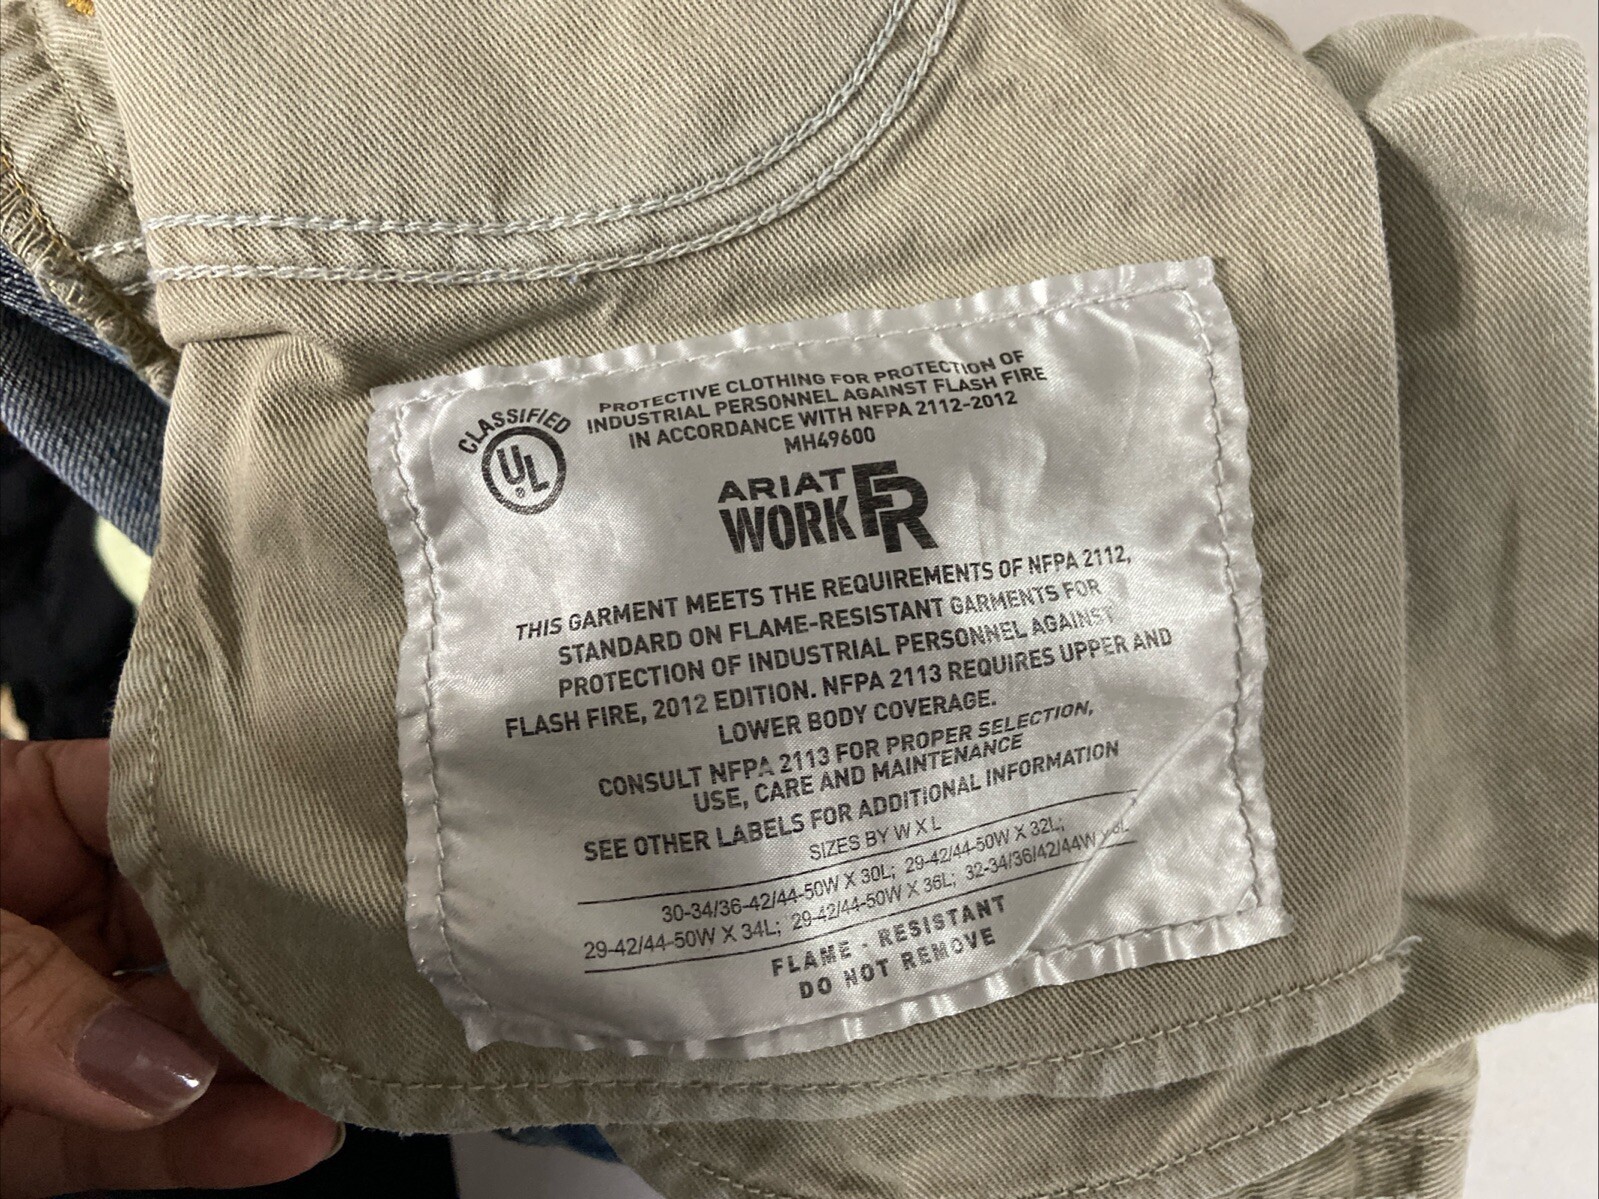 CLASSIFIED
UL
PROTECTIVE CLOTHING FOR PROTECTION OF
INDUSTRIAL PERSONNEL AGAINST FLASH FIRE
IN ACCORDANCE WITH NFPA 2112-2012
MH49600
ARIAT
WORK FR
THIS GARMENT MEETS THE REQUIREMENTS OF NFPA 2112,
STANDARD ON FLAME-RESISTANT GARMENTS FOR
PROTECTION OF INDUSTRIAL PERSONNEL AGAINST
FLASH FIRE, 2012 EDITION. NFPA 2113 REQUIRES UPPER AND
LOWER BODY COVERAGE.
CONSULT NFPA 2113 FOR PROPER SELECTION,
USE, CARE AND MAINTENANCE
SEE OTHER LABELS FOR ADDITIONAL INFORMATION
SIZES BY W X L
30-34/36-42/44-50W X 30L; 29-42/44-50W X 32L;
29-42/44-50W X 34L; 29-42/44-50W X 36L; 32-34/36/42/44W X
FLAME - RESISTANT
DO NOT REMOVE